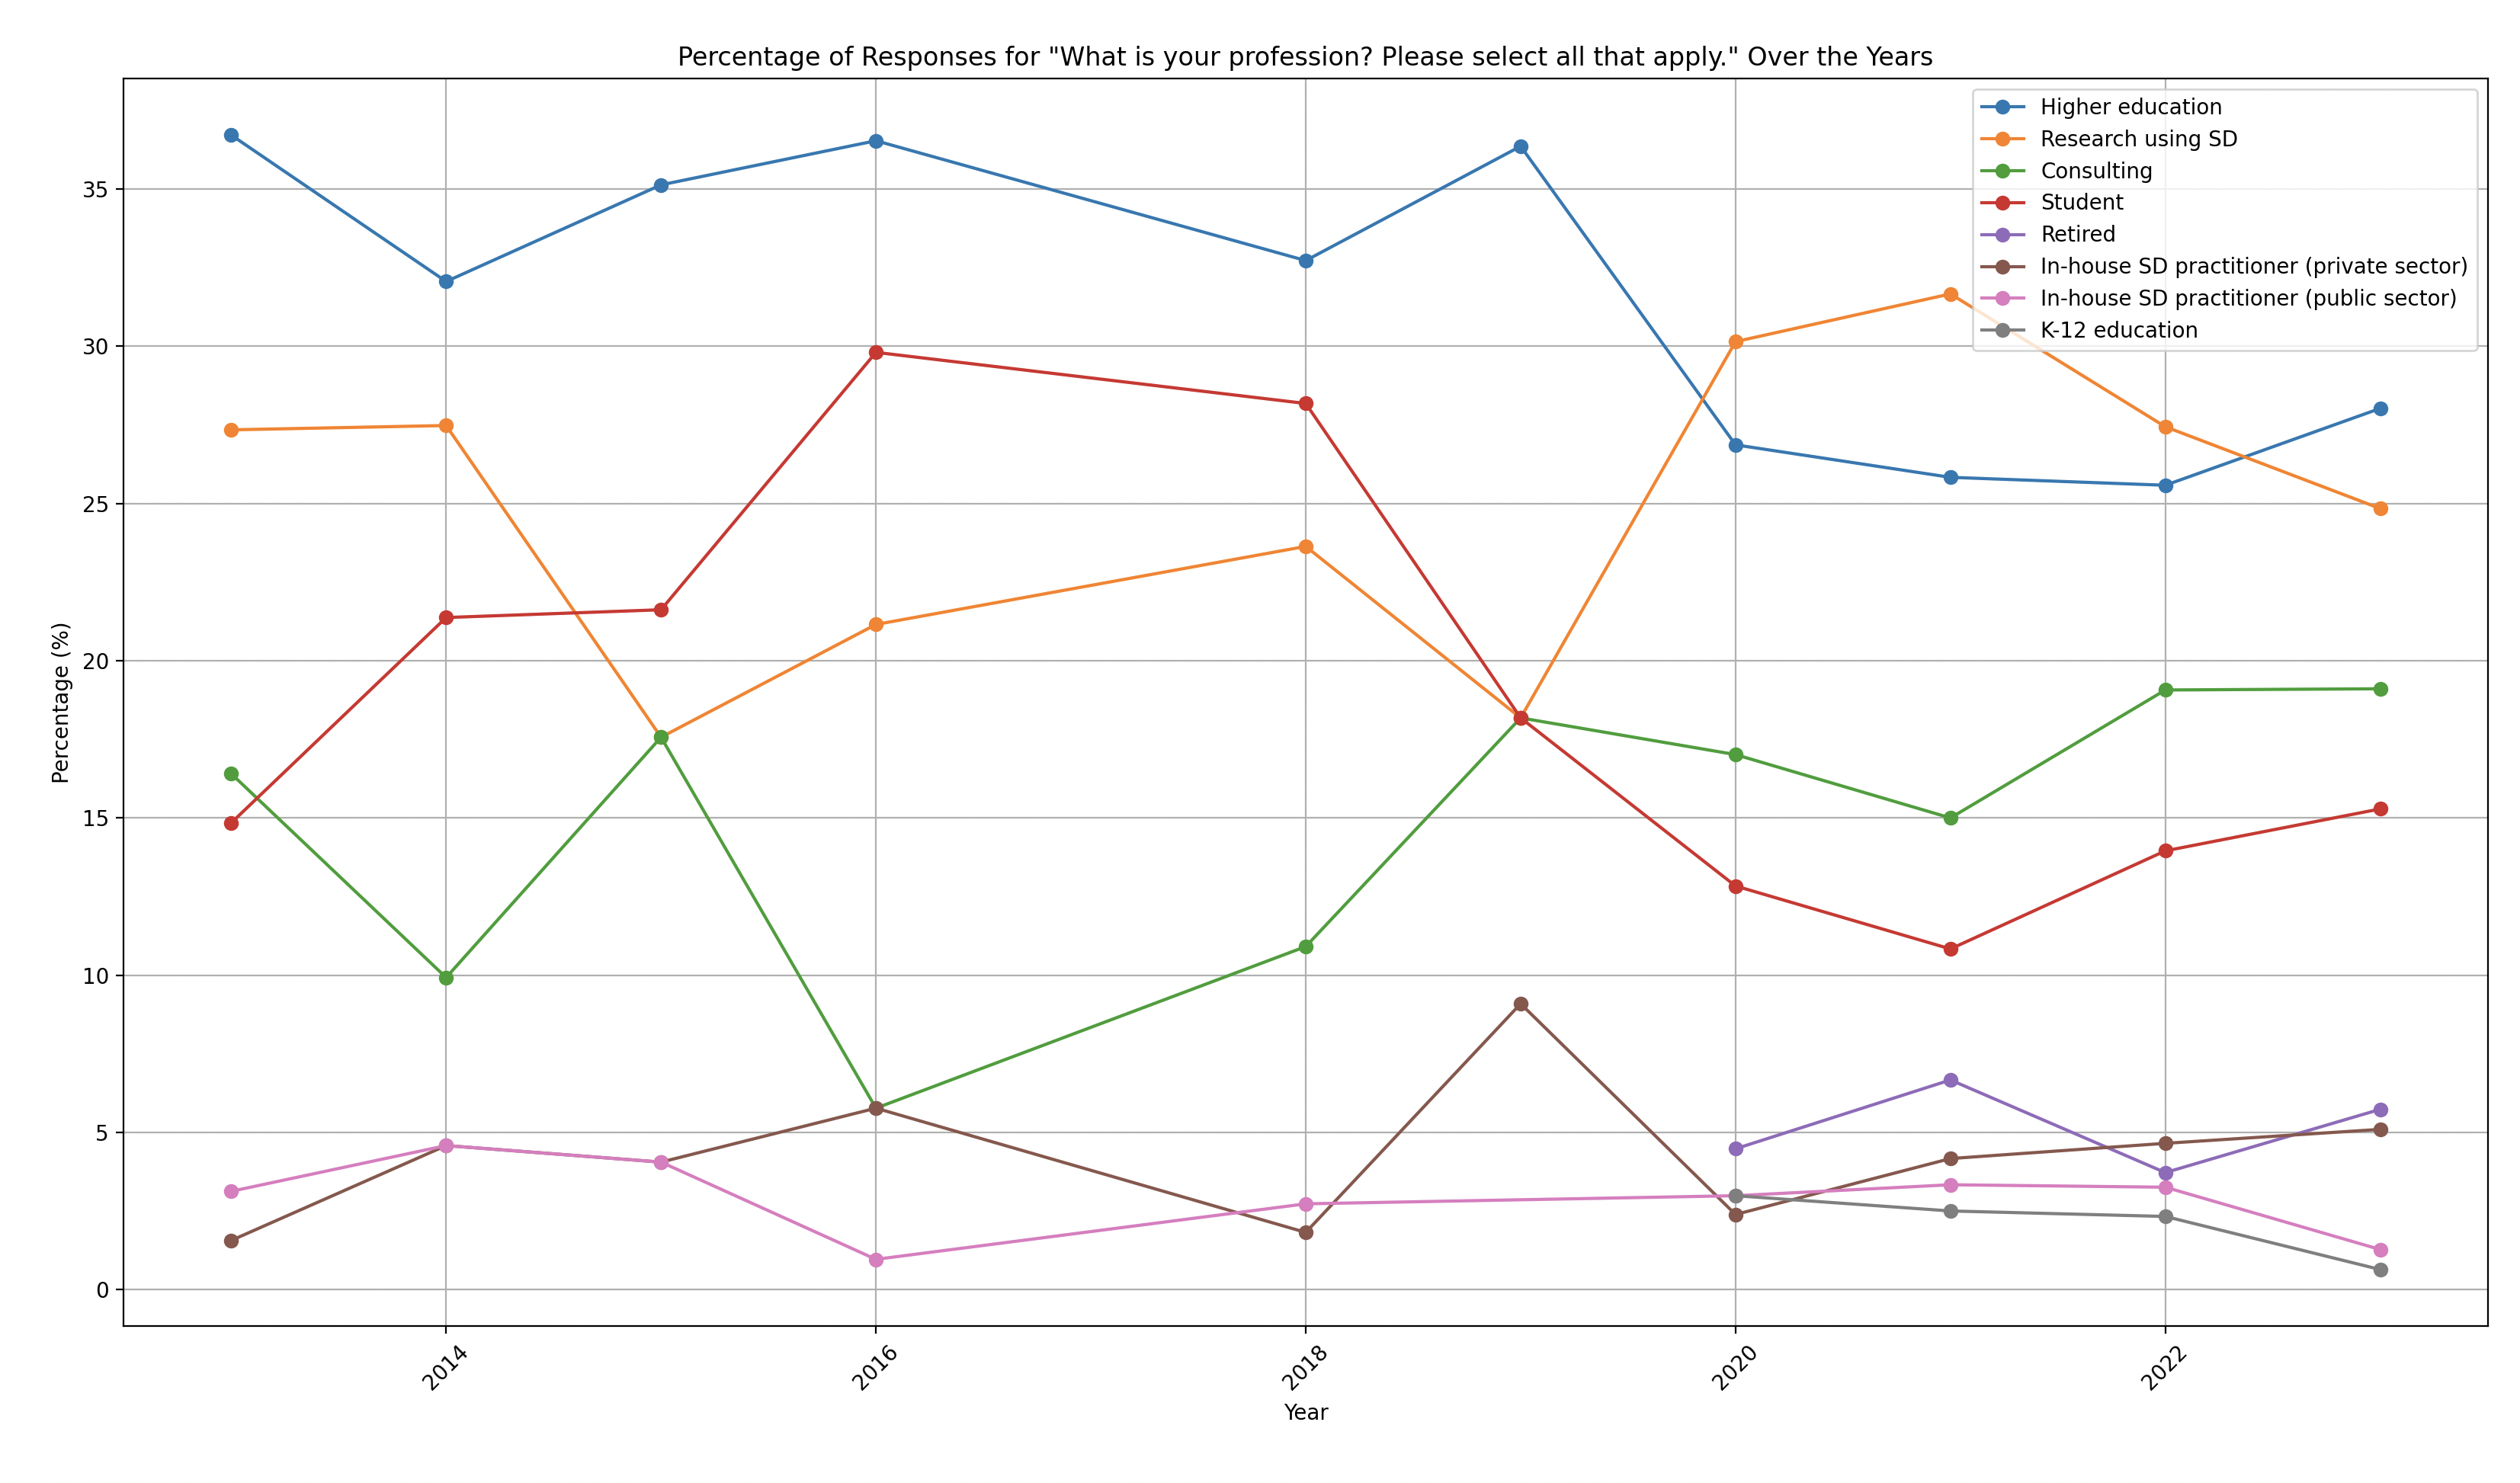 Percentage of Responses for "What is your profession? Please select all that apply." Over the Years
Higher education
Research using SD
Consulting
Student
Retired
In-house SD practitioner (private sector)
In-house SD practitioner (public sector)
K-12 education
Percentage (%)
35
30
25
20
15
10
5
0
2014
2016
2018
2020
2022
Year